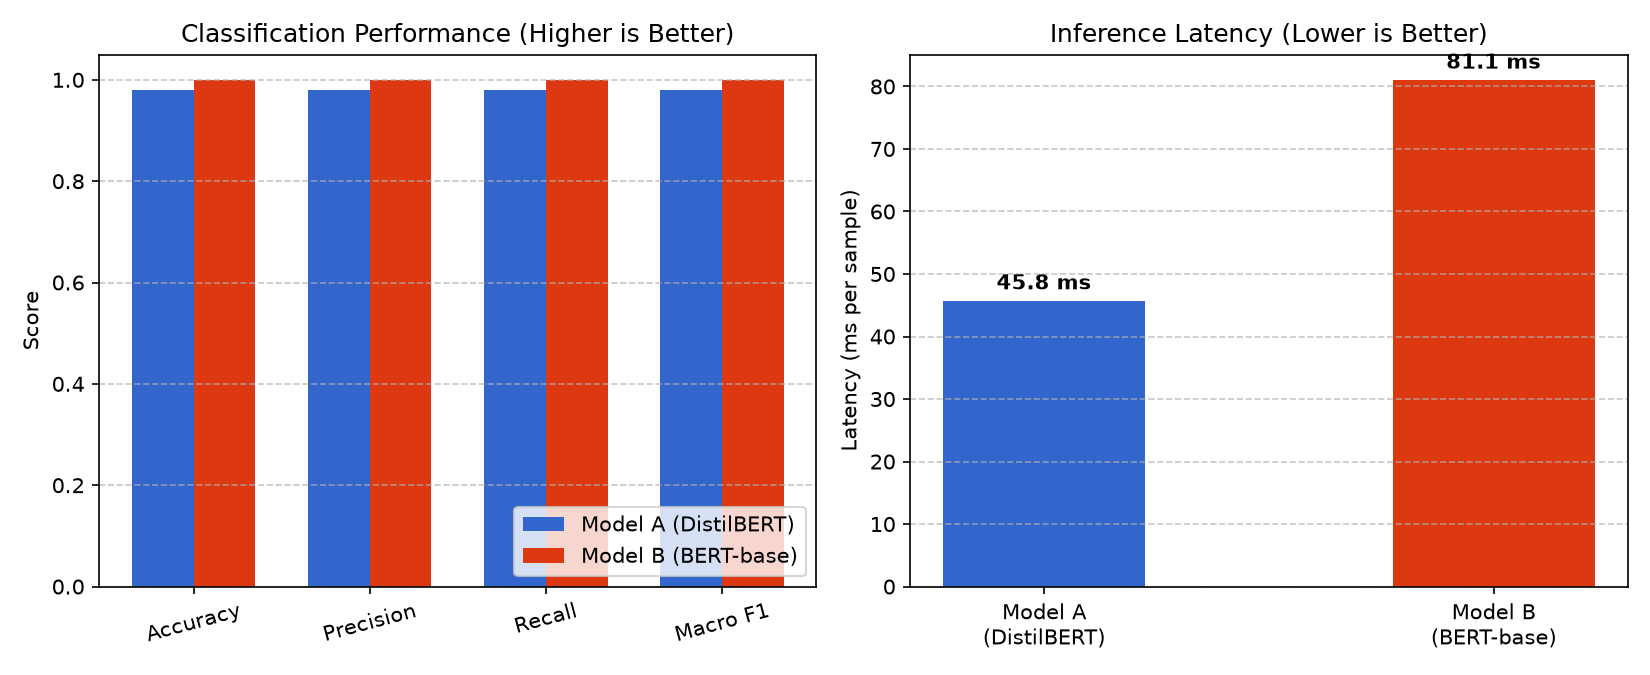 Classification Performance (Higher is Better)
Score
1.0
0.8
0.6
0.4
0.2
0.0
Accuracy
Precision
Recall
Macro F1
Model A (DistilBERT)
Model B (BERT-base)
Inference Latency (Lower is Better)
Latency (ms per sample)
80
70
60
50
40
30
20
10
0
45.8 ms
81.1 ms
Model A
(DistilBERT)
Model B
(BERT-base)